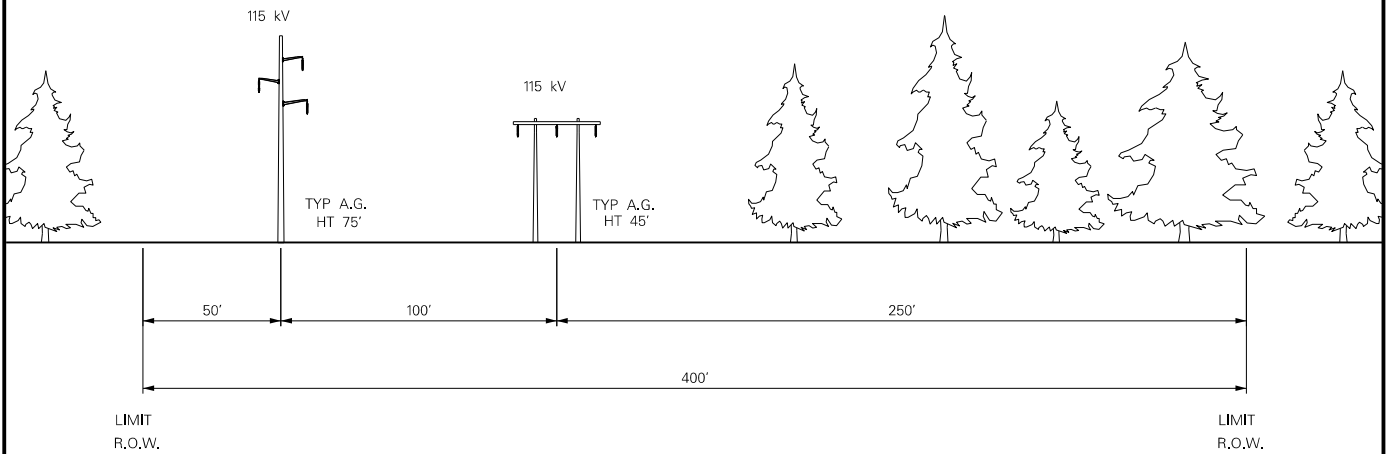 115 kV
115 kV
TYP A.G.
HT 75'
TYP A.G.
HT 45'
50'
100'
250'
400'
LIMIT
R.O.W.
LIMIT
R.O.W.